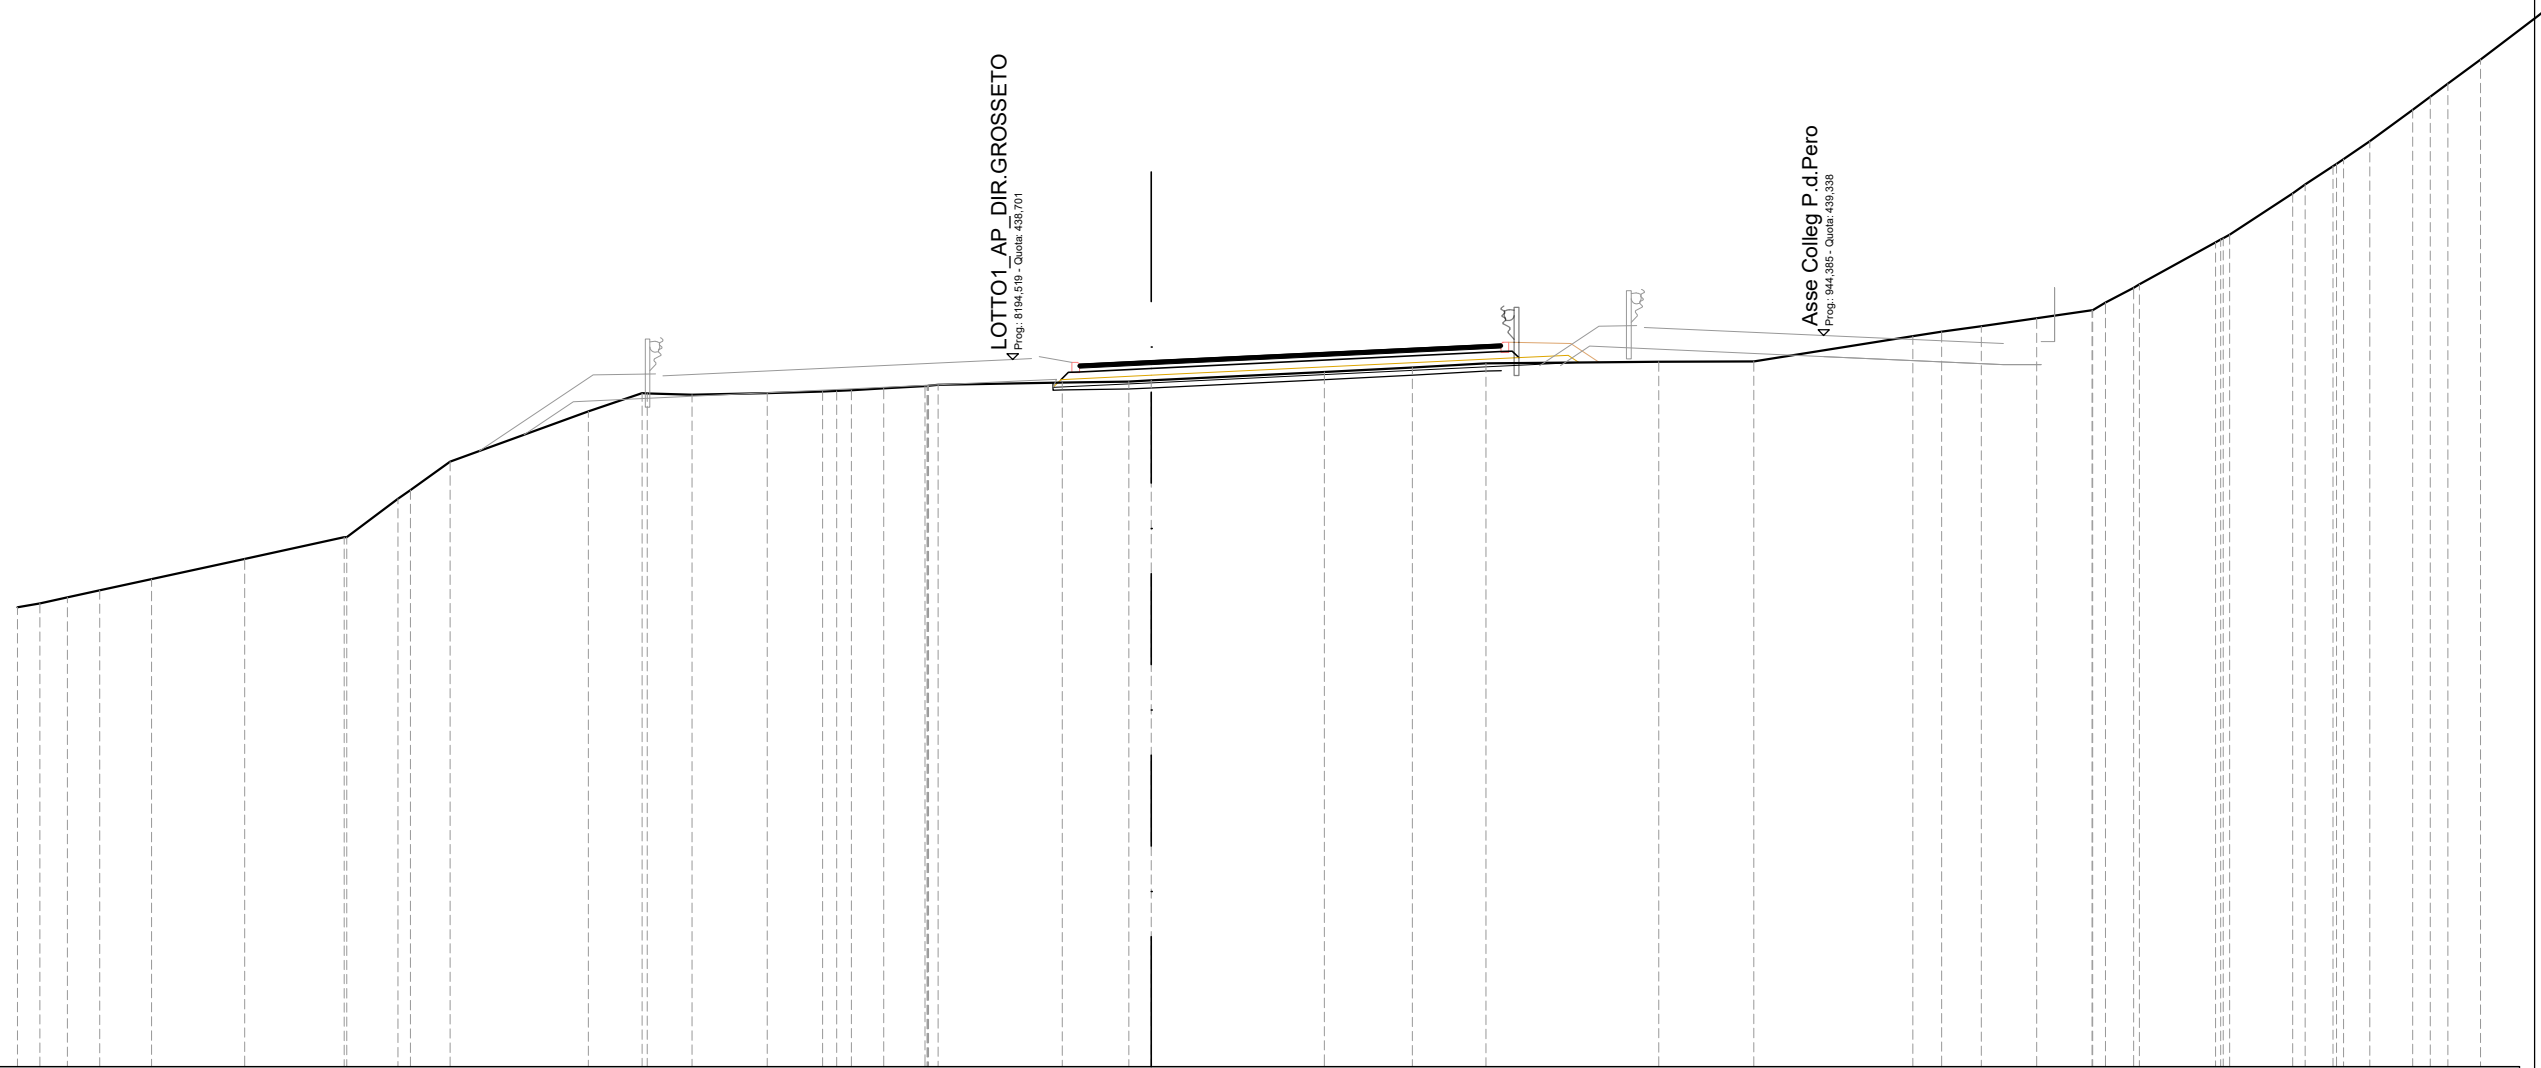 LOTTO1_AP_DIR.GROSSETO
Prog.: 8194,519 - Quota: 438,701
Asse Colleg P.d.Pero
Prog.: 944,385 - Quota: 439,338